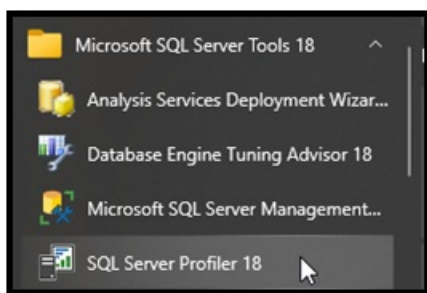 Microsoft SQL Server Tools 18
Analysis Services Deployment Wizar...
Database Engine Tuning Advisor 18
Microsoft SQL Server Management...
SQL Server Profiler 18